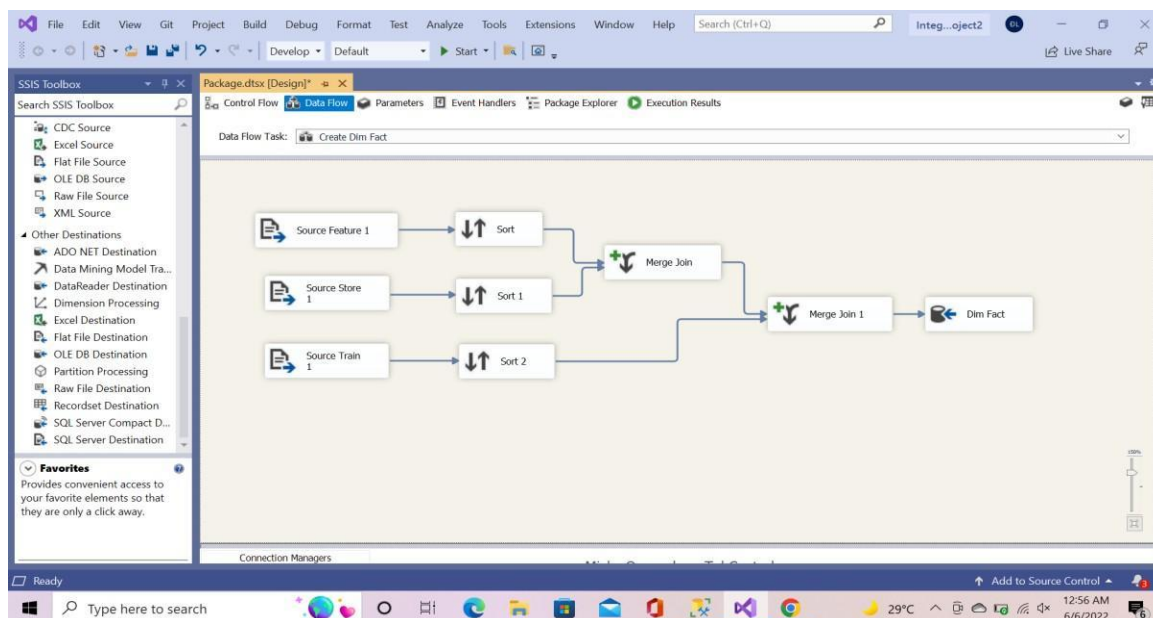 File Edit View Git Project Build Debug Format Test Analyze Tools Extensions Window Help Search (Ctrl+Q) Integ...oject2 DL
Develop Default Start Live Share
SSIS Toolbox
Package.dtsx [Design]*
Search SSIS Toolbox
Control Flow Data Flow Parameters Event Handlers Package Explorer Execution Results
Data Flow Task: Create Dim Fact
CDC Source
Excel Source
Flat File Source
OLE DB Source
Raw File Source
XML Source
Other Destinations
ADO NET Destination
Data Mining Model Tra...
DataReader Destination
Dimension Processing
Excel Destination
Flat File Destination
OLE DB Destination
Partition Processing
Raw File Destination
Recordset Destination
SQL Server Compact D...
SQL Server Destination
Favorites
Provides convenient access to
your favorite elements so that
they are only a click away.
Source Feature 1
Sort
Merge Join
Source Store
1
Sort 1
Merge Join 1
Dim Fact
Source Train
1
Sort 2
100%
Connection Managers
Ready
Add to Source Control
3
Type here to search
29°C
12:56 AM
6/6/2022
6